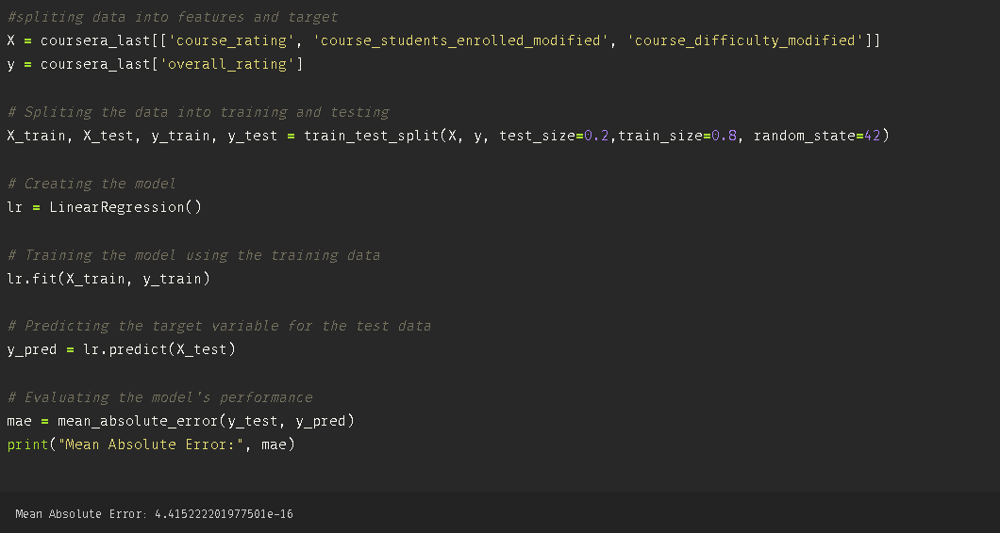 #spliting data into features and target
X = coursera_last[['course_rating', 'course_students_enrolled_modified', 'course_difficulty_modified']]
y = coursera_last['overall_rating']
# Spliting the data into training and testing
X_train, X_test, y_train, y_test = train_test_split(X, y, test_size=0.2,train_size=0.8, random_state=42)
# Creating the model
lr = LinearRegression()
# Training the model using the training data
lr.fit(X_train, y_train)
# Predicting the target variable for the test data
y_pred = lr.predict(X_test)
# Evaluating the model's performance
mae = mean_absolute_error(y_test, y_pred)
print("Mean Absolute Error:", mae)
Mean Absolute Error: 4.415222201977501e-16